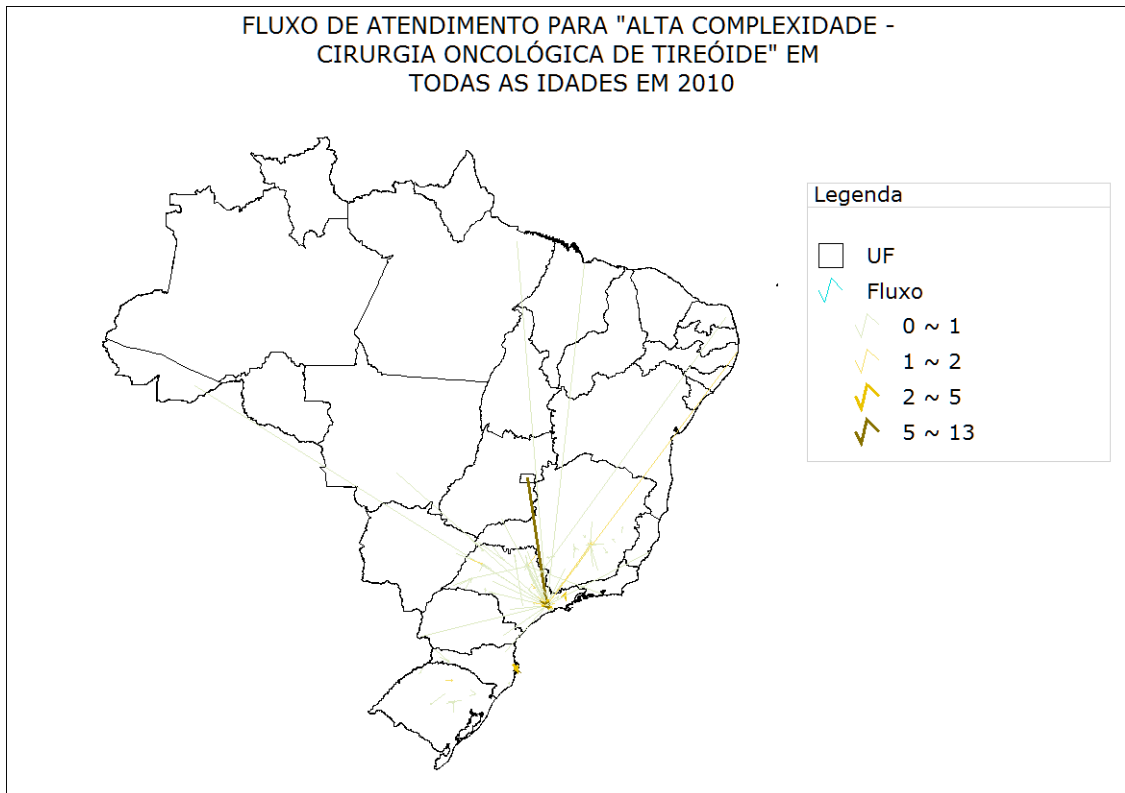 FLUXO DE ATENDIMENTO PARA "ALTA COMPLEXIDADE -
CIRURGIA ONCOLÓGICA DE TIREÓIDE" EM
TODAS AS IDADES EM 2010
Legenda
UF
Fluxo
0 ~ 1
1 ~ 2
2 ~ 5
5 ~ 13